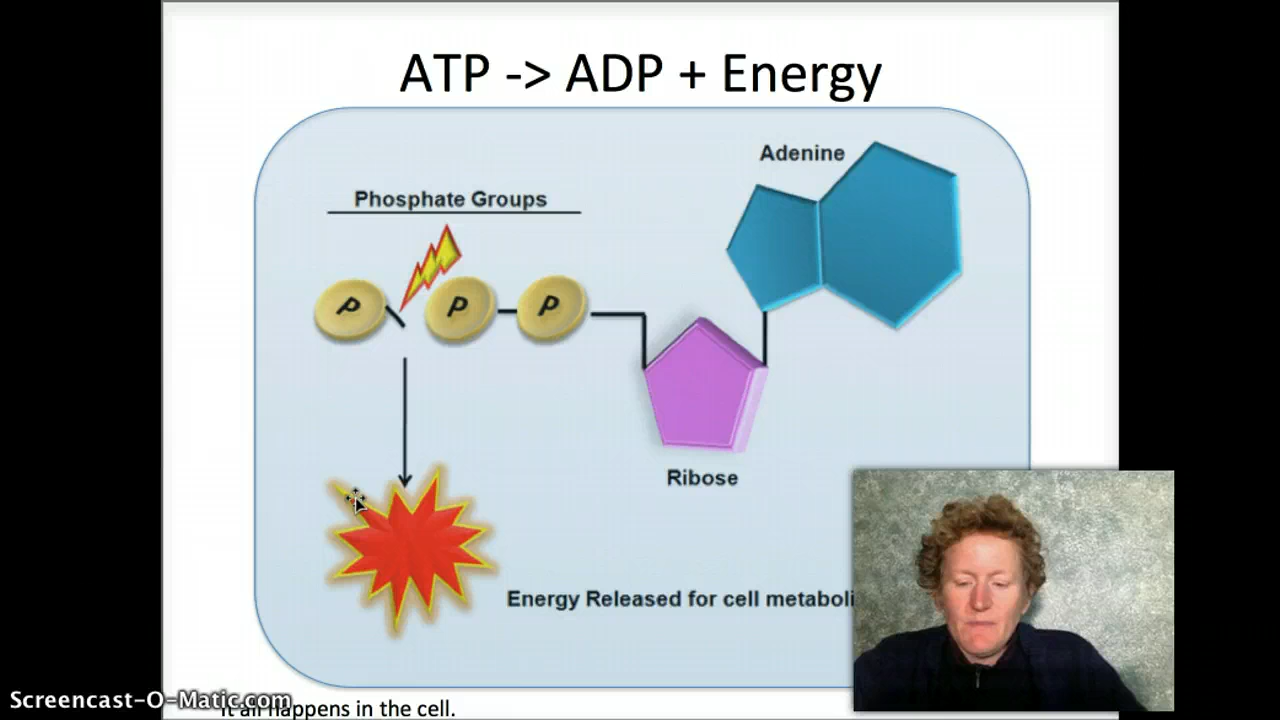 ATP -> ADP + Energy
Adenine
Phosphate Groups
P P P
Ribose
Energy Released for cell metaboli
Screencast-O-Matic.com
It all happens in the cell.